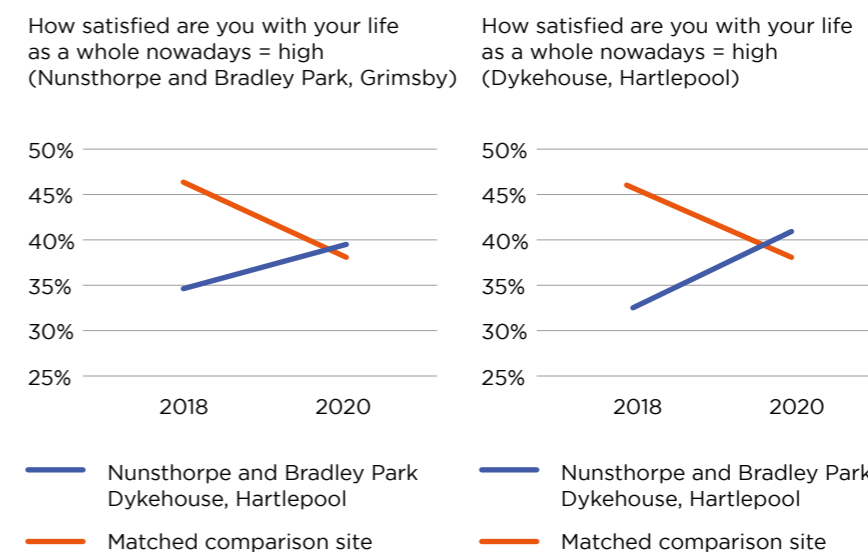 How satisfied are you with your life
as a whole nowadays = high
(Nunsthorpe and Bradley Park, Grimsby)
50%
45%
40%
35%
30%
25%
2018 2020
Nunsthorpe and Bradley Park
Dykehouse, Hartlepool
Matched comparison site
How satisfied are you with your life
as a whole nowadays = high
(Dykehouse, Hartlepool)
50%
45%
40%
35%
30%
25%
2018 2020
Nunsthorpe and Bradley Park
Dykehouse, Hartlepool
Matched comparison site